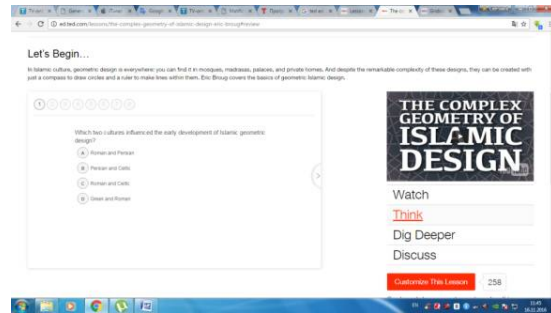 ed.ted.com/lessons/the-complex-geometry-of-islamic-design-eric-broug#review
Let's Begin…
In Islamic culture, geometric design is everywhere: you can find it in mosques, madrasas, palaces, and private homes. And despite the remarkable complexity of these designs, they can be created with
just a compass to draw circles and a ruler to make lines within them. Eric Broug covers the basics of geometric Islamic design.
1
Which two cultures influenced the early development of Islamic geometric
design?
A Roman and Persian
B Persian and Celtic
C Roman and Celtic
D Greek and Roman
THE COMPLEX
GEOMETRY OF
ISLAMIC
DESIGN
Watch
Think
Dig Deeper
Discuss
Customize This Lesson 258
11:45
16.11.2016